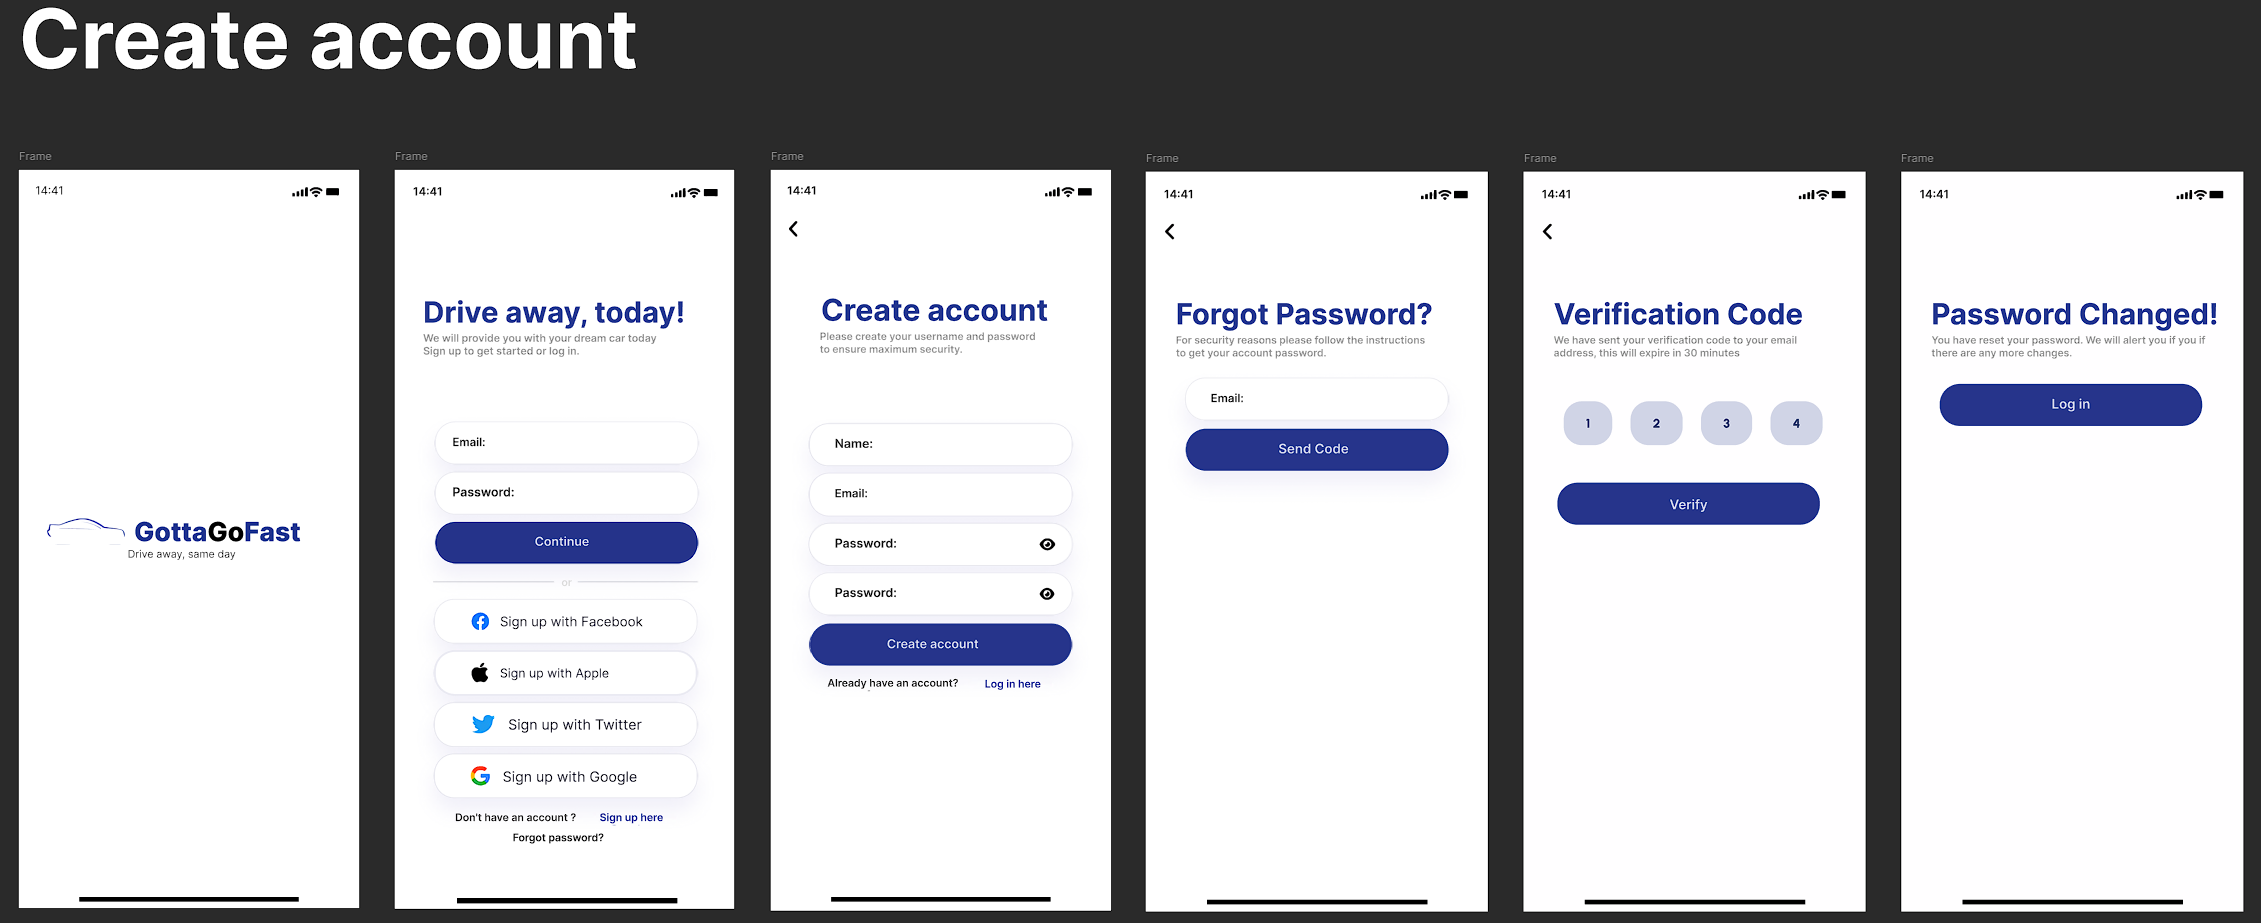 Create account
Frame
14:41
GottaGoFast
Drive away, same day
Frame
14:41
Drive away, today!
We will provide you with your dream car today
Sign up to get started or log in.
Email:
Password:
Continue
or
Sign up with Facebook
Sign up with Apple
Sign up with Twitter
Sign up with Google
Don't have an account ? Sign up here
Forgot password?
Frame
14:41
Create account
Please create your username and password
to ensure maximum security.
Name:
Email:
Password:
Password:
Create account
Already have an account? Log in here
Frame
14:41
Forgot Password?
For security reasons please follow the instructions
to get your account password.
Email:
Send Code
Frame
14:41
Verification Code
We have sent your verification code to your email
address, this will expire in 30 minutes
1 2 3 4
Verify
Frame
14:41
Password Changed!
You have reset your password. We will alert you if you if
there are any more changes.
Log in